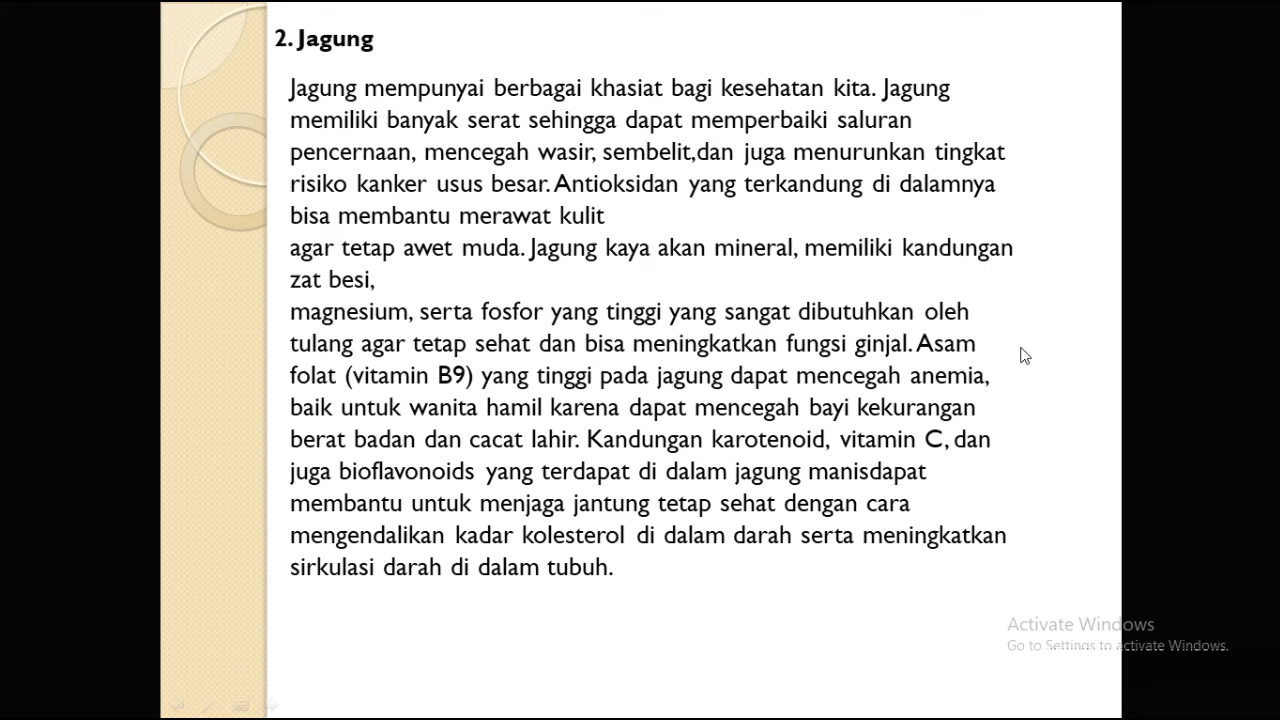 2. Jagung
Jagung mempunyai berbagai khasiat bagi kesehatan kita. Jagung
memiliki banyak serat sehingga dapat memperbaiki saluran
pencernaan, mencegah wasir, sembelit,dan juga menurunkan tingkat
risiko kanker usus besar. Antioksidan yang terkandung di dalamnya
bisa membantu merawat kulit
agar tetap awet muda. Jagung kaya akan mineral, memiliki kandungan
zat besi,
magnesium, serta fosfor yang tinggi yang sangat dibutuhkan oleh
tulang agar tetap sehat dan bisa meningkatkan fungsi ginjal. Asam
folat (vitamin B9) yang tinggi pada jagung dapat mencegah anemia,
baik untuk wanita hamil karena dapat mencegah bayi kekurangan
berat badan dan cacat lahir. Kandungan karotenoid, vitamin C, dan
juga bioflavonoids yang terdapat di dalam jagung manisdapat
membantu untuk menjaga jantung tetap sehat dengan cara
mengendalikan kadar kolesterol di dalam darah serta meningkatkan
sirkulasi darah di dalam tubuh.
Activate Windows
Go to Settings to activate Windows.